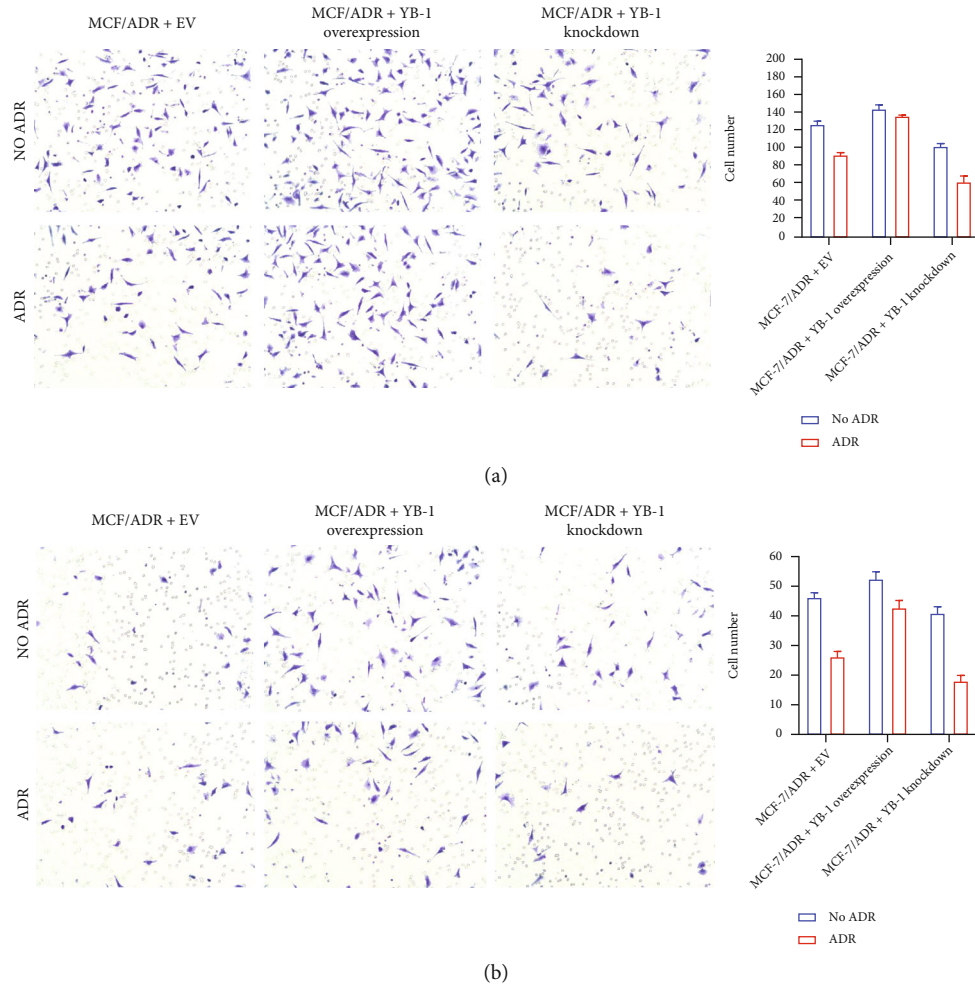 MCF/ADR + EV
MCF/ADR + YB-1
overexpression
MCF/ADR + YB-1
knockdown
NO ADR
ADR
Cell number
200
180
160
140
120
100
80
60
40
20
0
MCF-7/ADR + EV
MCF-7/ADR + YB-1 overexpression
MCF-7/ADR + YB-1 knockdown
No ADR
ADR
(a)
MCF/ADR + EV
MCF/ADR + YB-1
overexpression
MCF/ADR + YB-1
knockdown
NO ADR
ADR
Cell number
60
50
40
30
20
10
0
MCF-7/ADR + EV
MCF-7/ADR + YB-1 overexpression
MCF-7/ADR + YB-1 knockdown
No ADR
ADR
(b)